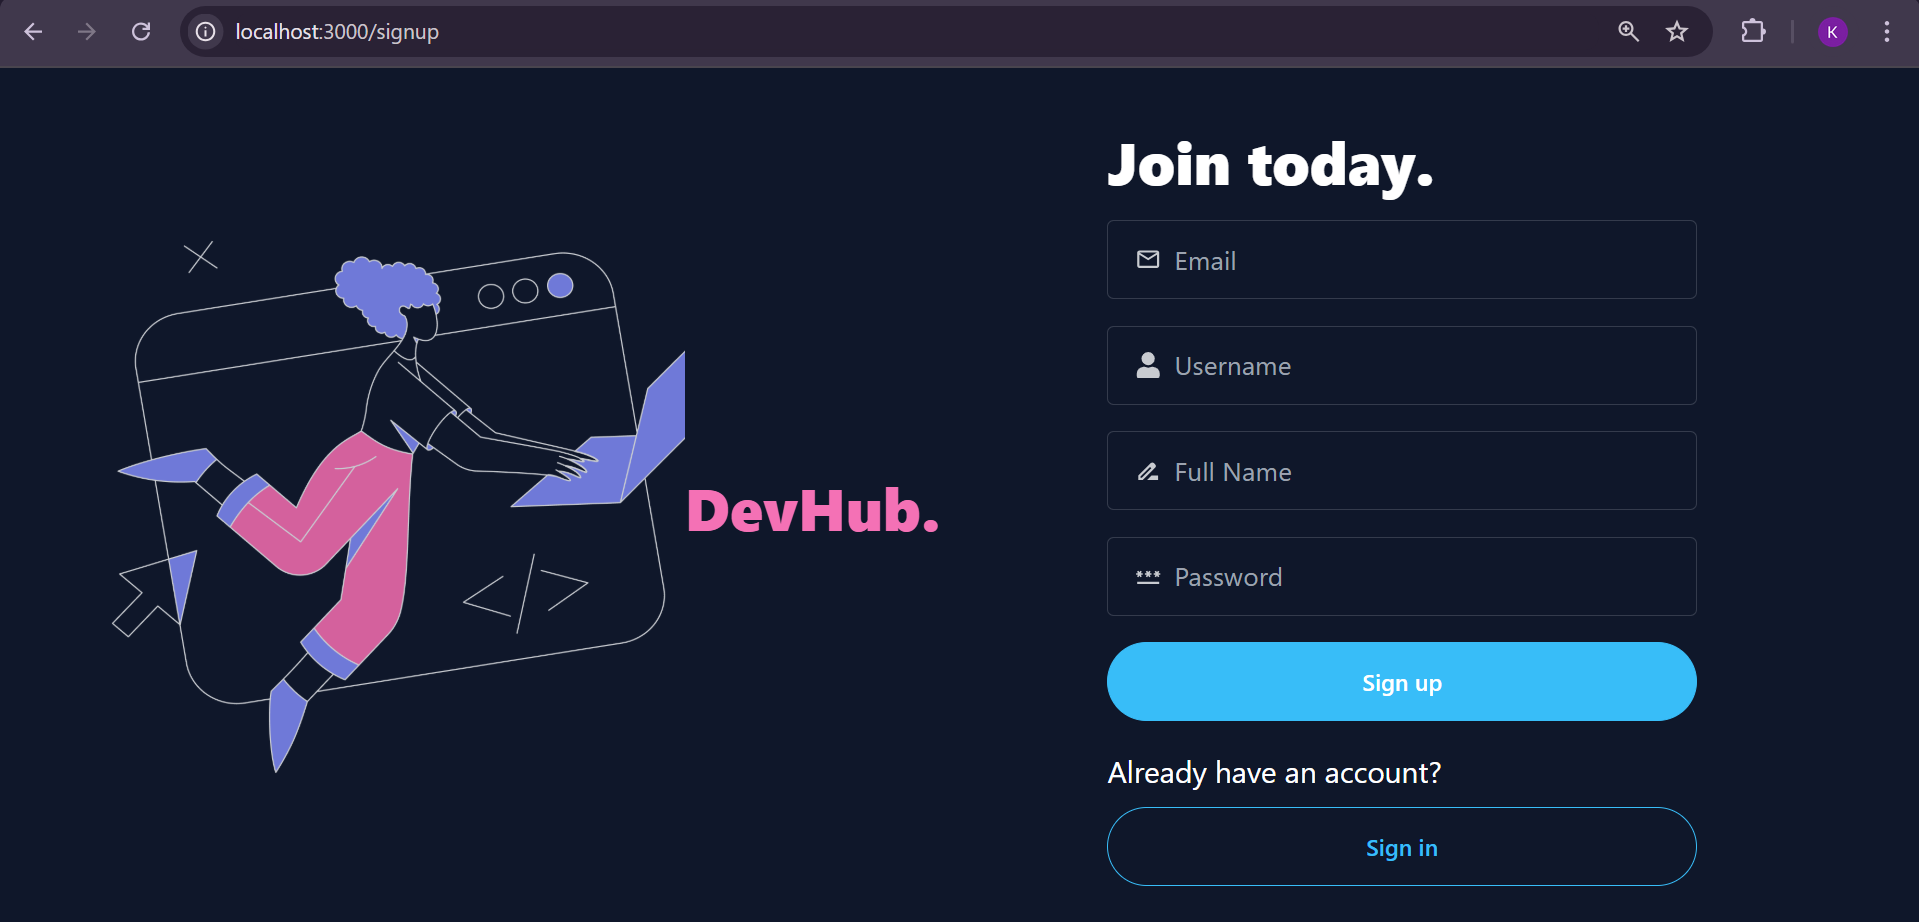 localhost:3000/signup
K
Join today.
Email
Username
Full Name
*** Password
DevHub.
</>
Sign up
Already have an account?
Sign in